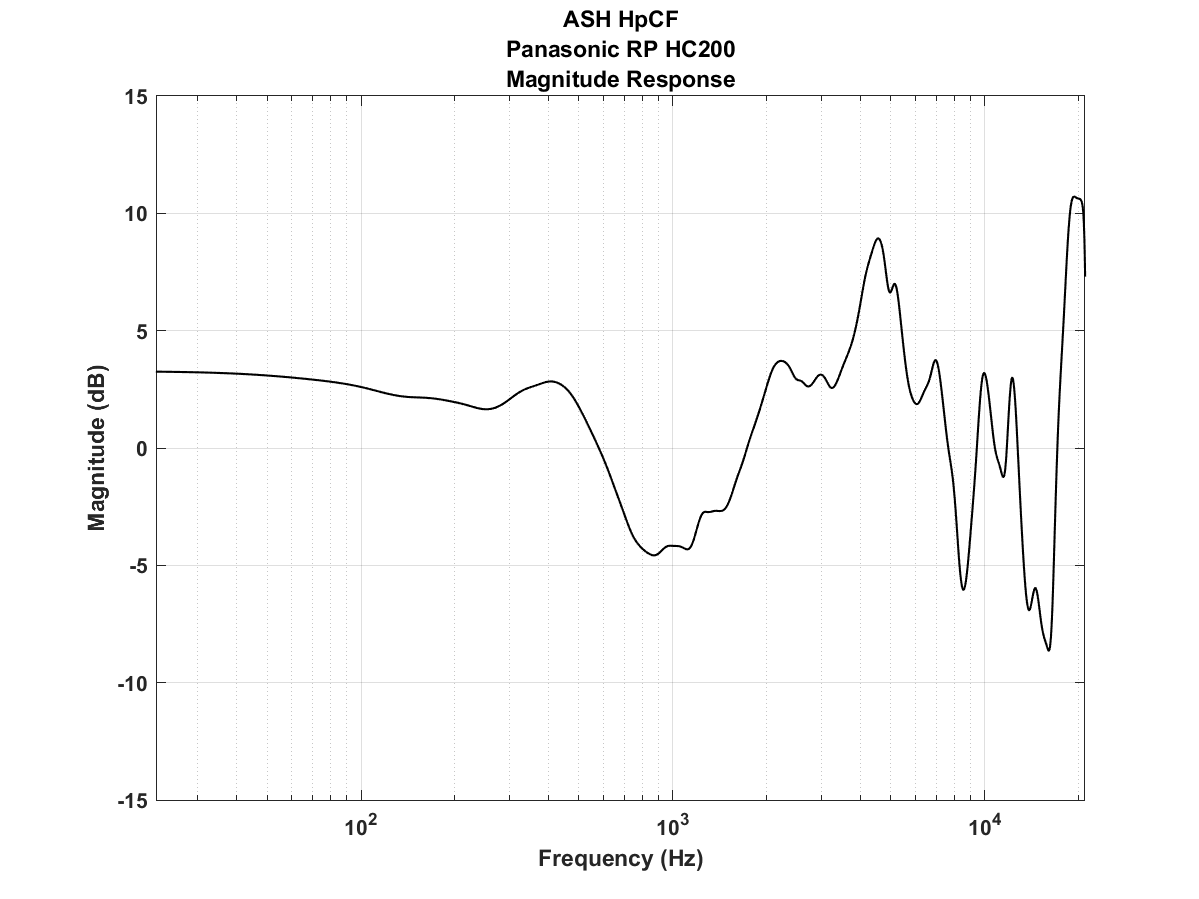 ASH HpCF
Panasonic RP HC200
Magnitude Response
15
10
5
0
-5
-10
-15
Magnitude (dB)
10² 10³ 10⁴
Frequency (Hz)